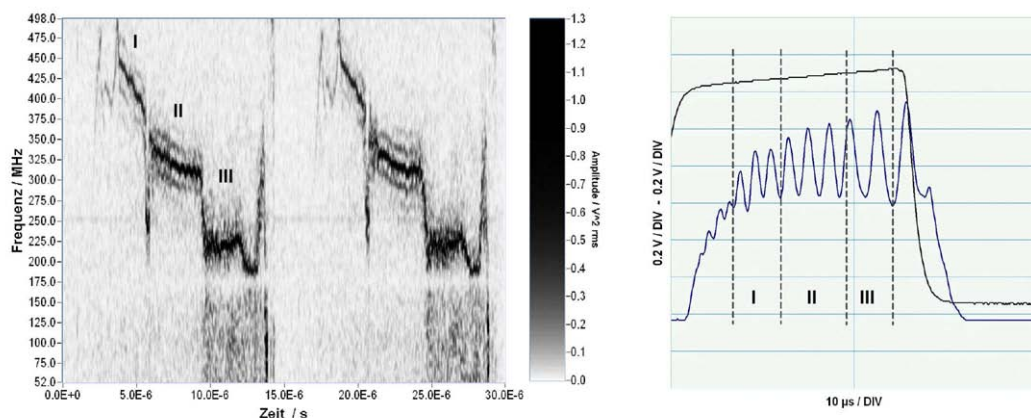 498.0
475.0
450.0
425.0
400.0
375.0
350.0
325.0
300.0
275.0
250.0
225.0
200.0
175.0
150.0
125.0
100.0
75.0
52.0
Frequenz / MHz
I
II
III
0.0E+0
5.0E-6
10.0E-6
15.0E-6
20.0E-6
25.0E-6
30.0E-6
Zeit / s
1.3
1.2
1.1
1.0
0.9
0.8
0.7
0.6
0.5
0.4
0.3
0.2
0.1
0.0
Amplitude / V^2 rms
0.2 V / DIV - 0.2 V / DIV
I
II
III
10 µs / DIV